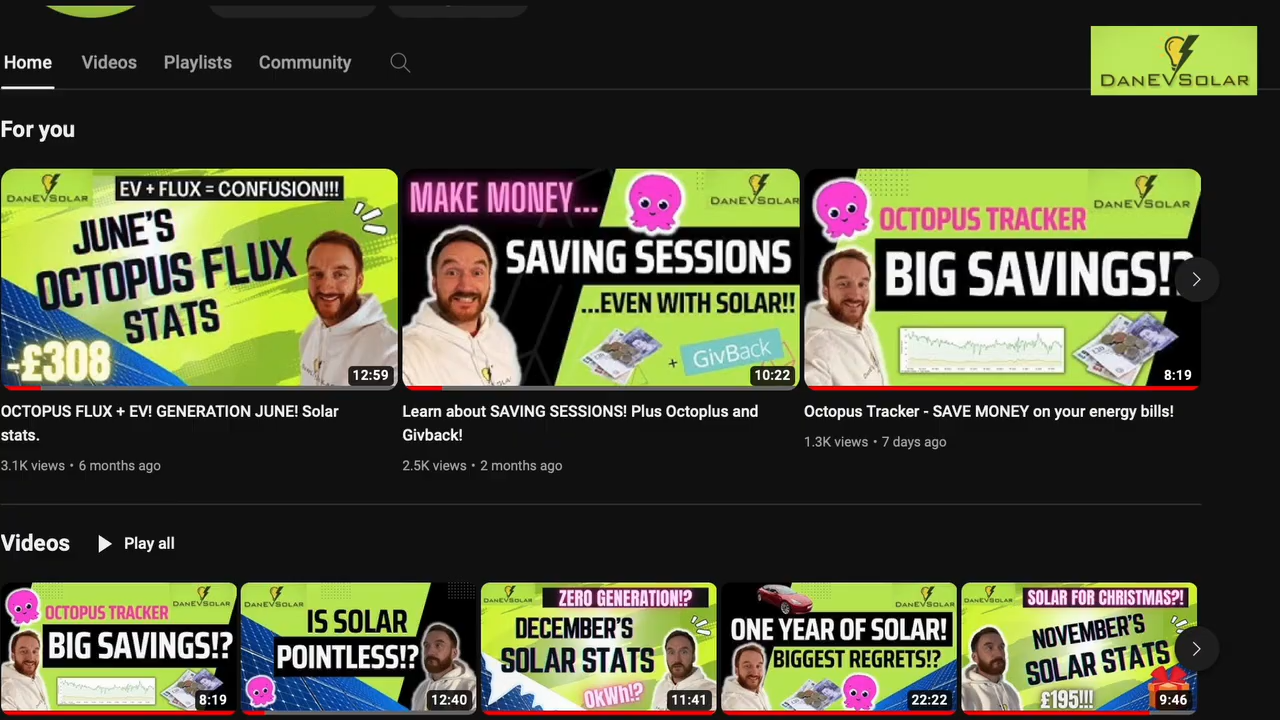 Home Videos Playlists Community
DANEVSOLAR
For you
DANEVSOLAR
EV + FLUX = CONFUSION!!!
JUNE'S
OCTOPUS FLUX
STATS
-£308
12:59
MAKE MONEY...
DANEVSOLAR
SAVING SESSIONS
...EVEN WITH SOLAR!!
+ GivBack
10:22
DANEVSOLAR
OCTOPUS TRACKER
BIG SAVINGS!?
8:19
OCTOPUS FLUX + EV! GENERATION JUNE! Solar
stats.
3.1K views • 6 months ago
Learn about SAVING SESSIONS! Plus Octoplus and
Givback!
2.5K views • 2 months ago
Octopus Tracker - SAVE MONEY on your energy bills!
1.3K views • 7 days ago
Videos Play all
DANEVSOLAR
OCTOPUS TRACKER
BIG SAVINGS!?
8:19
DANEVSOLAR
IS SOLAR
POINTLESS!?
12:40
DANEVSOLAR
ZERO GENERATION!?
DECEMBER'S
SOLAR STATS
0kWh!?
11:41
DANEVSOLAR
ONE YEAR OF SOLAR!
BIGGEST REGRETS!?
22:22
DANEVSOLAR
SOLAR FOR CHRISTMAS?!
NOVEMBER'S
SOLAR STATS
£195!!!
9:46